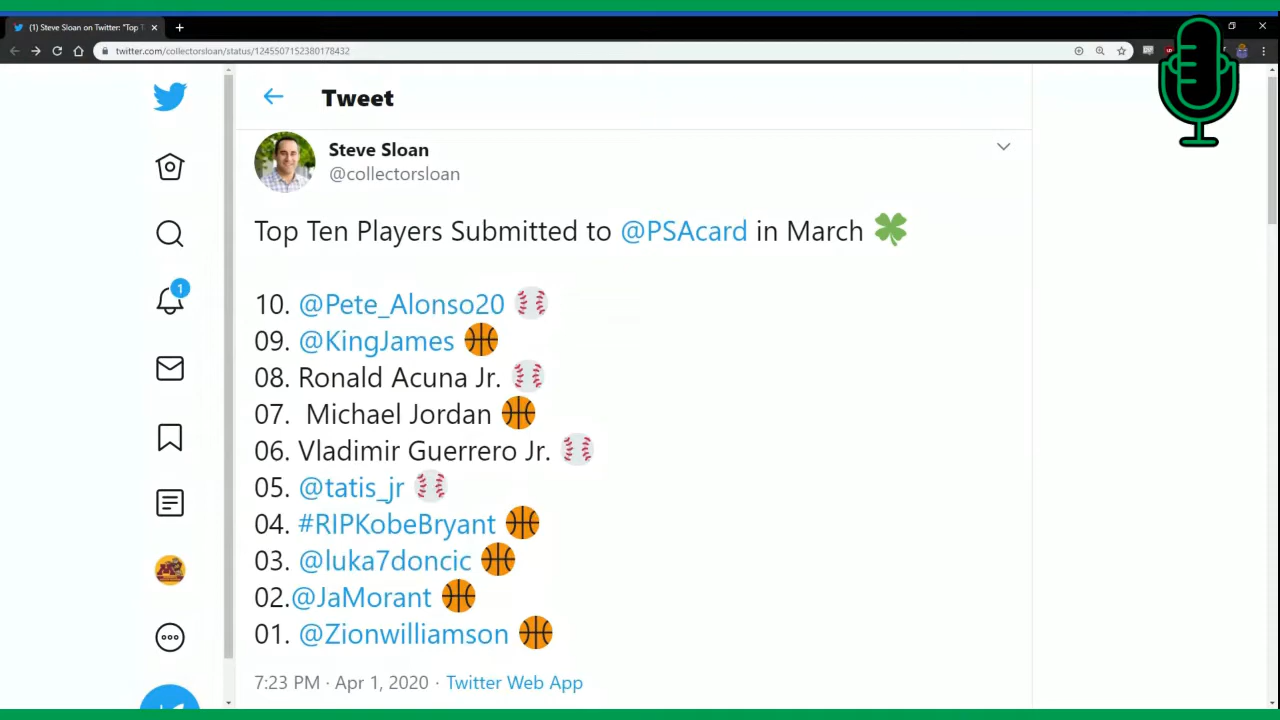 (1) Steve Sloan on Twitter: "Top T
twitter.com/collectorsloan/status/1245507152380178432
Tweet
Steve Sloan
@collectorsloan
Top Ten Players Submitted to @PSAcard in March 🍀
10. @Pete_Alonso20 ⚾
09. @KingJames 🏀
08. Ronald Acuna Jr. ⚾
07. Michael Jordan 🏀
06. Vladimir Guerrero Jr. ⚾
05. @tatis_jr ⚾
04. #RIPKobeBryant 🏀
03. @luka7doncic 🏀
02.@JaMorant 🏀
01. @Zionwilliamson 🏀
7:23 PM · Apr 1, 2020 · Twitter Web App
1